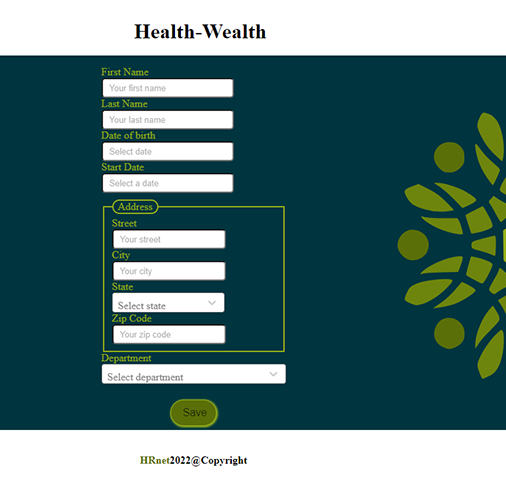 Health-Wealth
First Name
Your first name
Last Name
Your last name
Date of birth
Select date
Start Date
Select a date
Address
Street
Your street
City
Your city
State
Select state
Zip Code
Your zip code
Department
Select department
Save
HRnet2022@Copyright